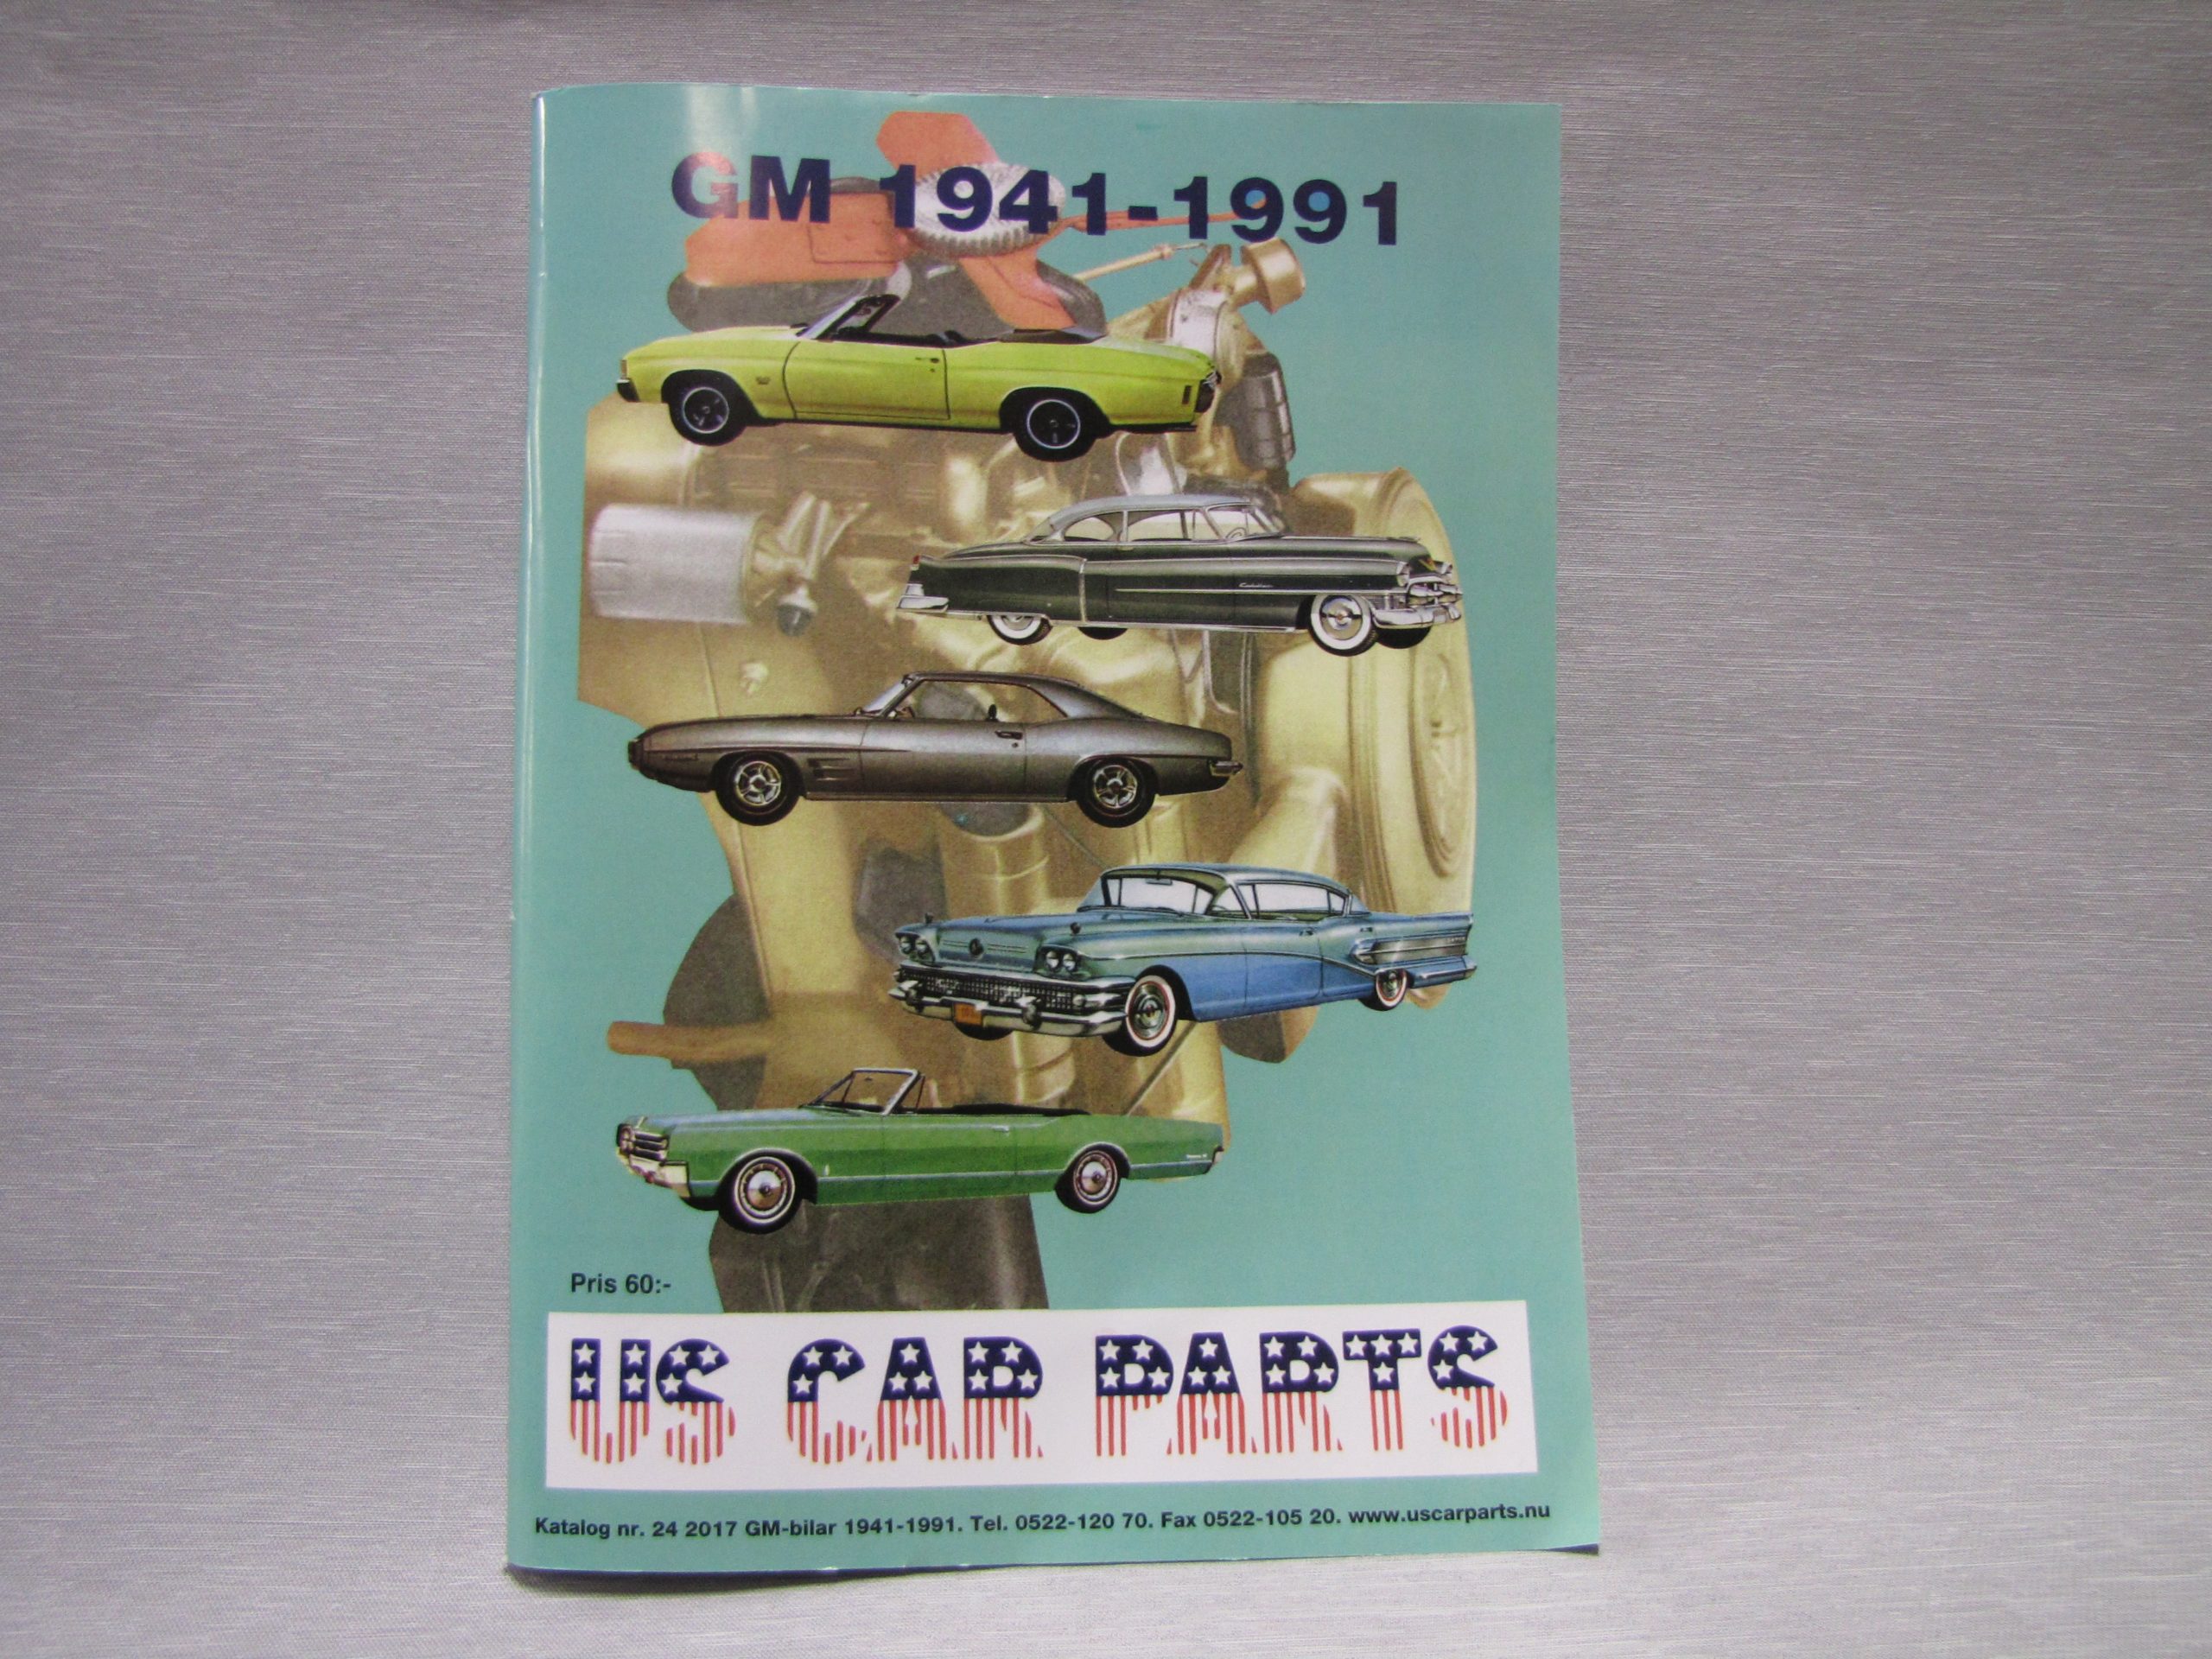 GM 1941-1991
Pris 60:-
US CAR PARTS
Katalog nr. 24 2017 GM-bilar 1941-1991. Tel. 0522-120 70. Fax 0522-105 20. www.uscarparts.nu